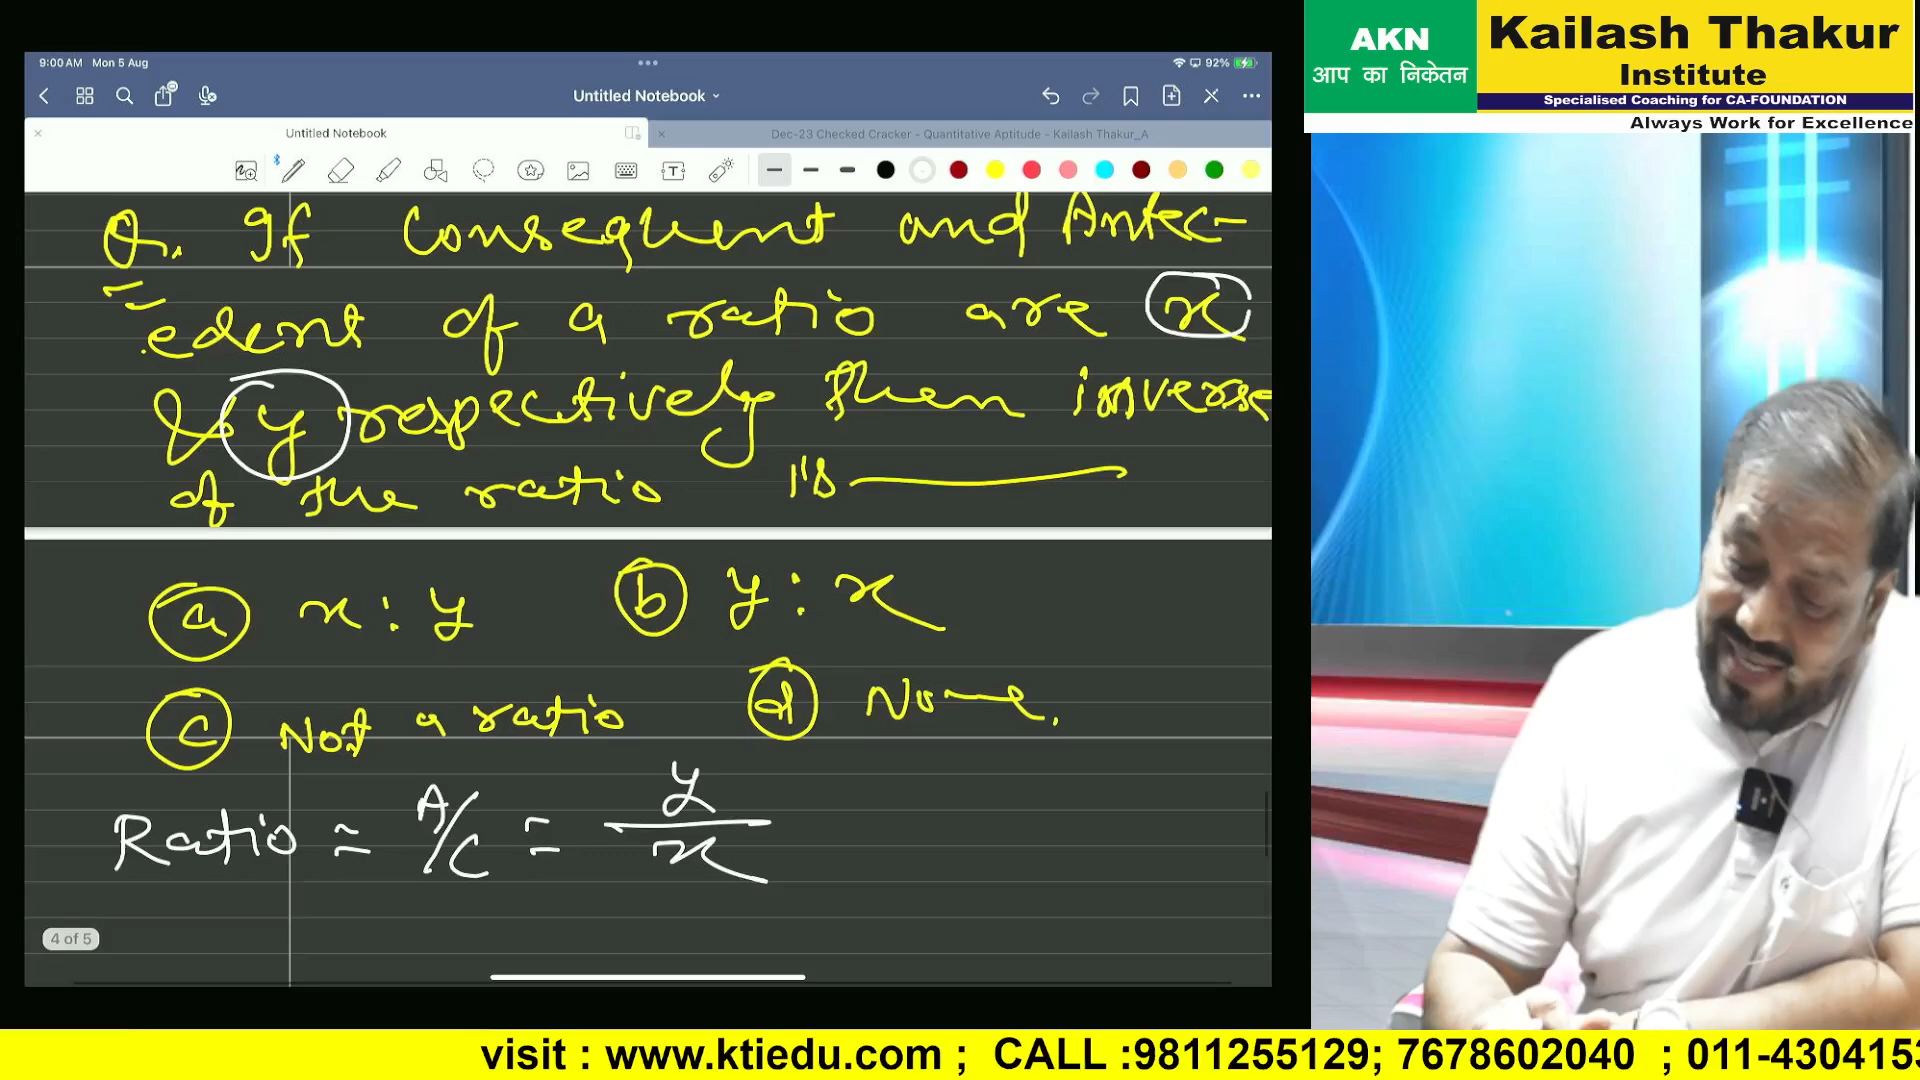 9:00 AM Mon 5 Aug
92%
Untitled Notebook
Untitled Notebook
Dec-23 Checked Cracker - Quantitative Aptitude - Kailash Thakur_A
Q. If Consequent and Antec-
edent of a ratio are x
& y respectively then inverse
of the ratio is
a x : y b y : x
c Not a ratio d None.
Ratio = A/C = y/x
4 of 5
AKN
आप का निकेतन
Kailash Thakur
Institute
Specialised Coaching for CA-FOUNDATION
Always Work for Excellence
visit : www.ktiedu.com ; CALL :9811255129; 7678602040 ; 011-4304153